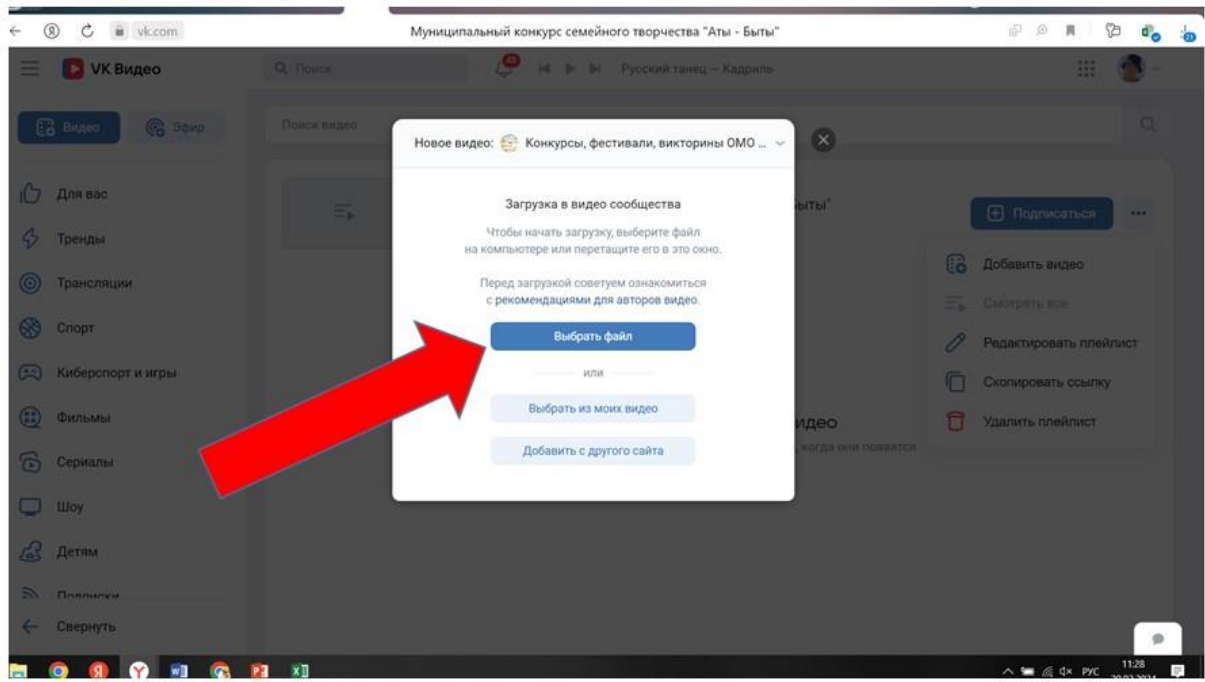 vk.com
Муниципальный конкурс семейного творчества "Аты - Быты"
VK Видео
Поиск
Русский танец – Кадриль
Видео
Эфир
Поиск видео
Новое видео: Конкурсы, фестивали, викторины ОМО ...
Загрузка в видео сообщества
Чтобы начать загрузку, выберите файл
на компьютере или перетащите его в это окно.
Перед загрузкой советуем ознакомиться
с рекомендациями для авторов видео.
Выбрать файл
или
Выбрать из моих видео
Добавить с другого сайта
Для вас
Тренды
Трансляции
Спорт
Киберспорт и игры
Фильмы
Сериалы
Шоу
Детям
Подписки
Свернуть
Подписаться
Добавить видео
Смотреть все
Редактировать плейлист
Скопировать ссылку
Удалить плейлист
когда они появятся
РУС
11:28